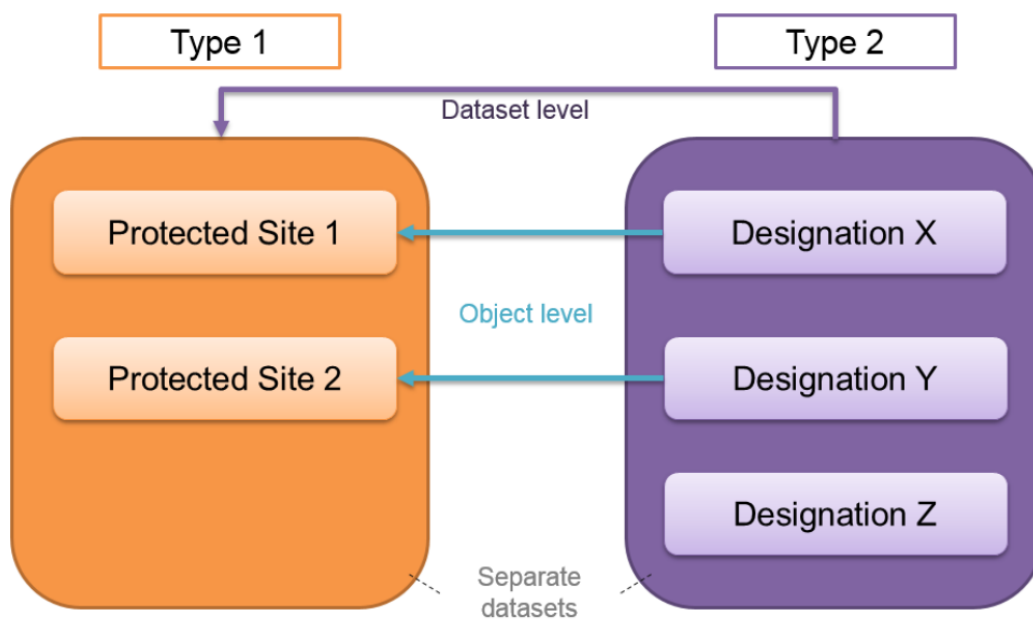 Type 1
Type 2
Dataset level
Protected Site 1
Designation X
Object level
Protected Site 2
Designation Y
Designation Z
Separate
datasets